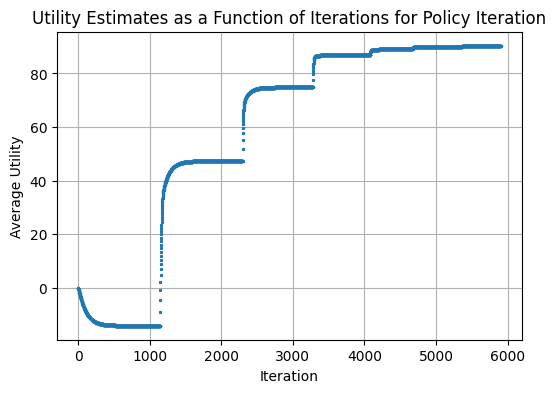 Utility Estimates as a Function of Iterations for Policy Iteration
Average Utility
80
60
40
20
0
0 1000 2000 3000 4000 5000 6000
Iteration